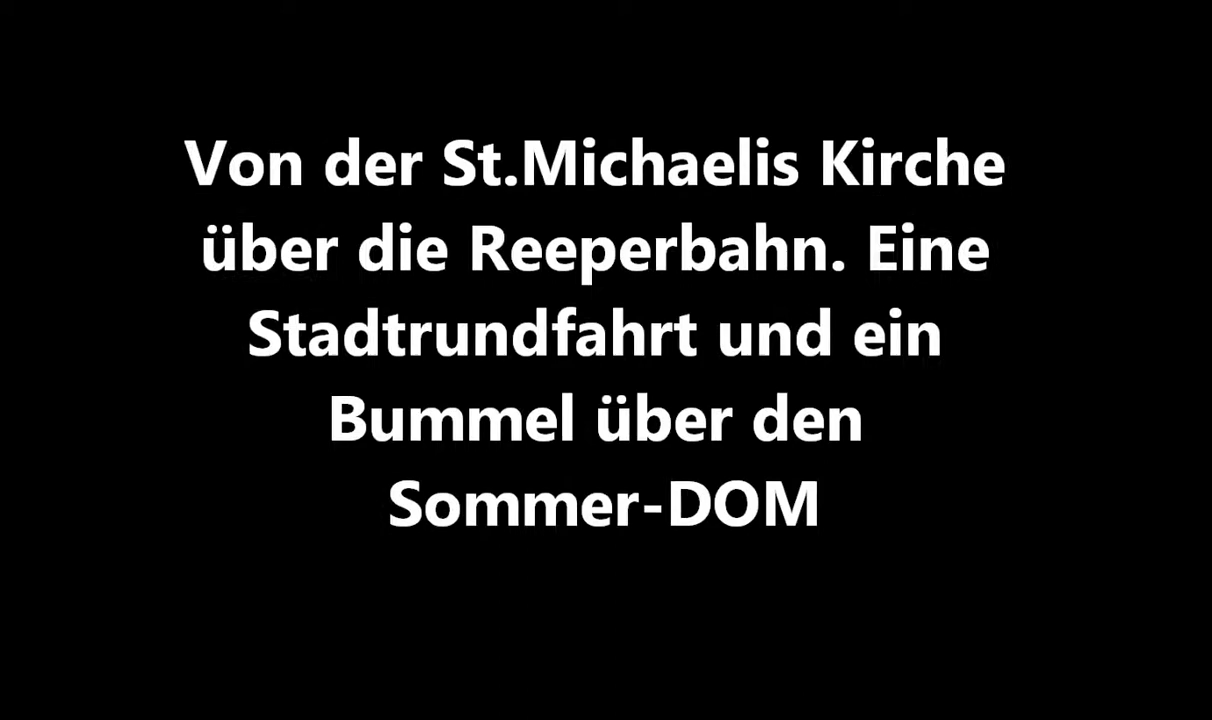 Von der St.Michaelis Kirche
über die Reeperbahn. Eine
Stadtrundfahrt und ein
Bummel über den
Sommer-DOM